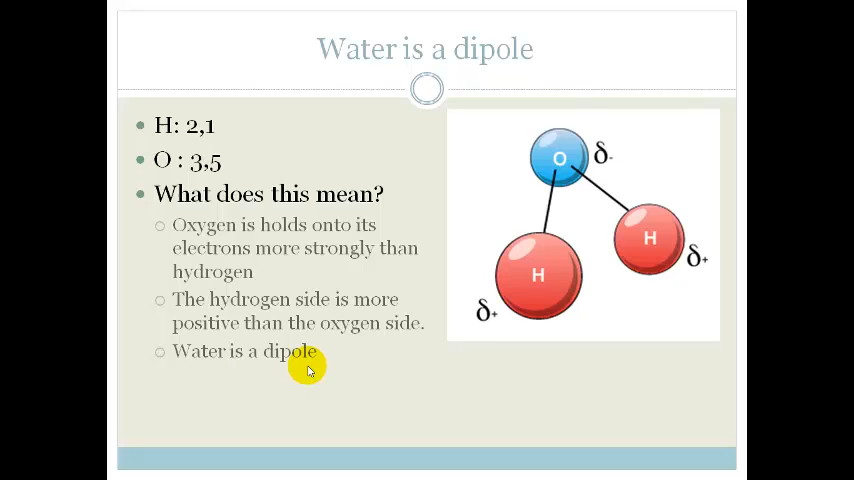 Water is a dipole
H: 2,1
O : 3,5
What does this mean?
Oxygen is holds onto its
electrons more strongly than
hydrogen
The hydrogen side is more
positive than the oxygen side.
Water is a dipole
O δ-
H δ+
H δ+